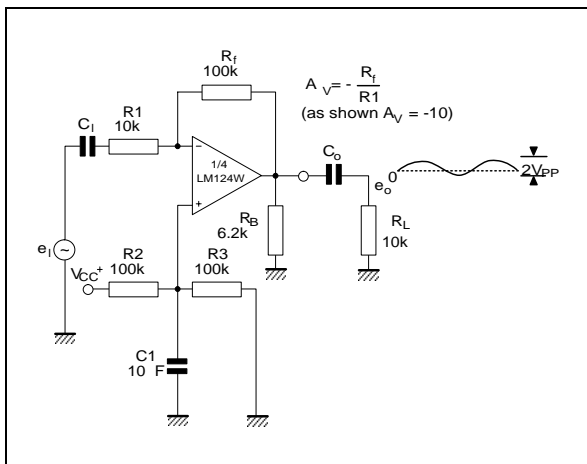 Rf
100k
AV = - Rf
R1
(as shown AV = -10)
CI
R1
10k
1/4
LM124W
Co
eo
0
2VPP
RB
6.2k
RL
10k
eI
~
VCC+
R2
100k
R3
100k
C1
10 F